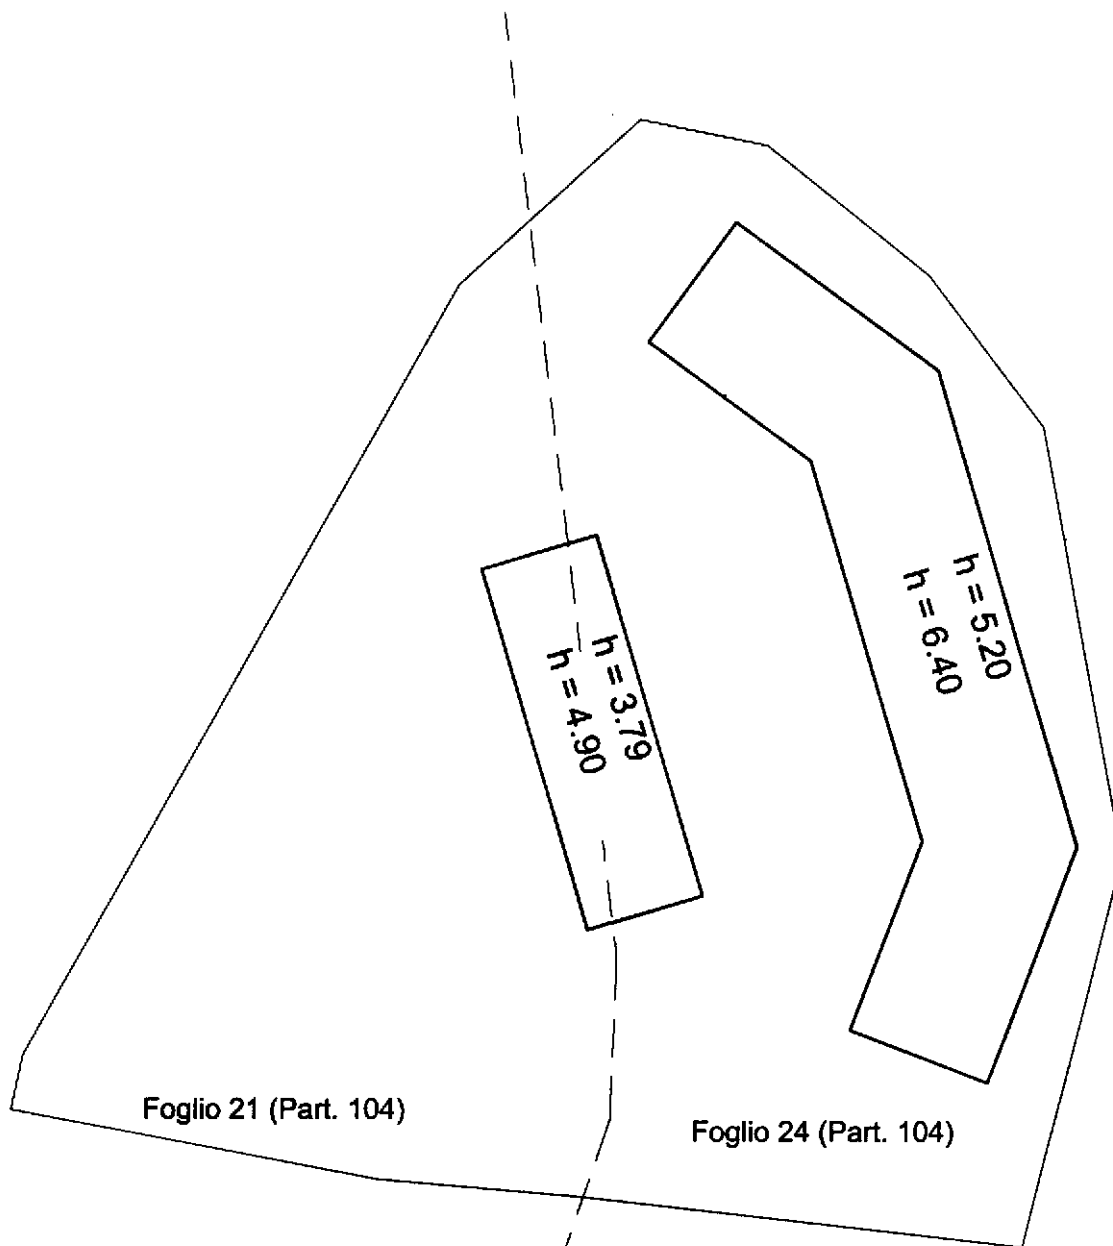 h = 5.20
h = 6.40
h = 3.79
h = 4.90
Foglio 21 (Part. 104)
Foglio 24 (Part. 104)